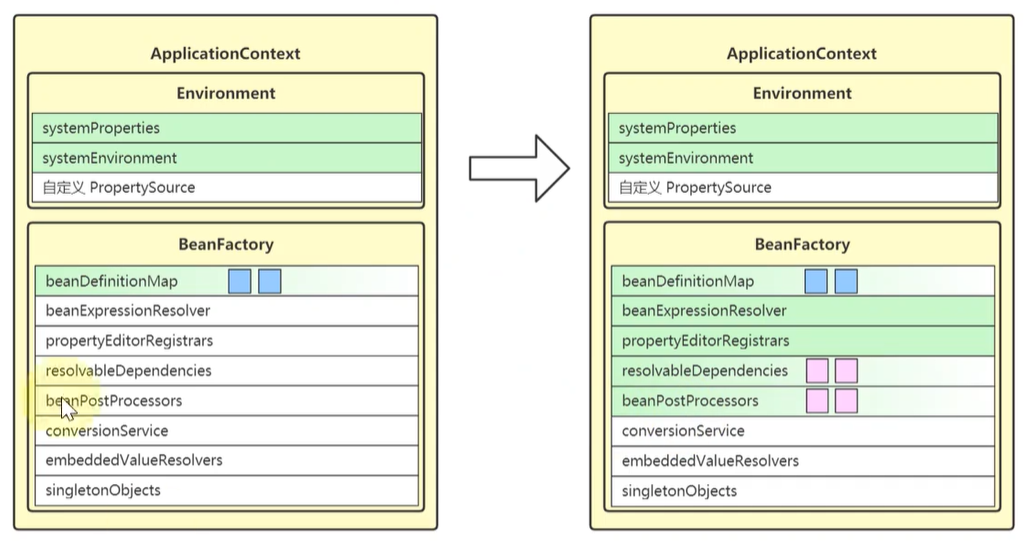 ApplicationContext
Environment
systemProperties
systemEnvironment
自定义 PropertySource
BeanFactory
beanDefinitionMap
beanExpressionResolver
propertyEditorRegistrars
resolvableDependencies
beanPostProcessors
conversionService
embeddedValueResolvers
singletonObjects
ApplicationContext
Environment
systemProperties
systemEnvironment
自定义 PropertySource
BeanFactory
beanDefinitionMap
beanExpressionResolver
propertyEditorRegistrars
resolvableDependencies
beanPostProcessors
conversionService
embeddedValueResolvers
singletonObjects